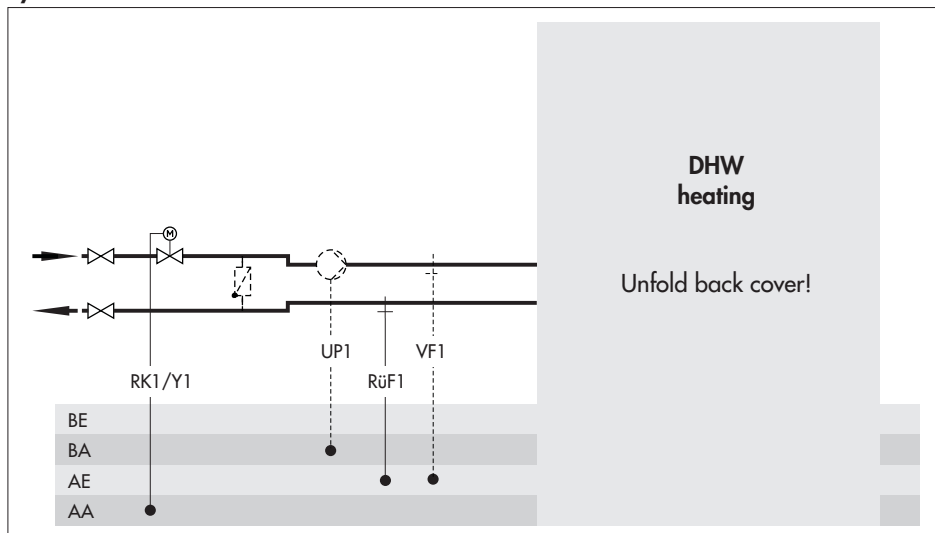 DHW
heating
Unfold back cover!
M
UP1
VF1
RK1/Y1
RüF1
BE
BA
AE
AA